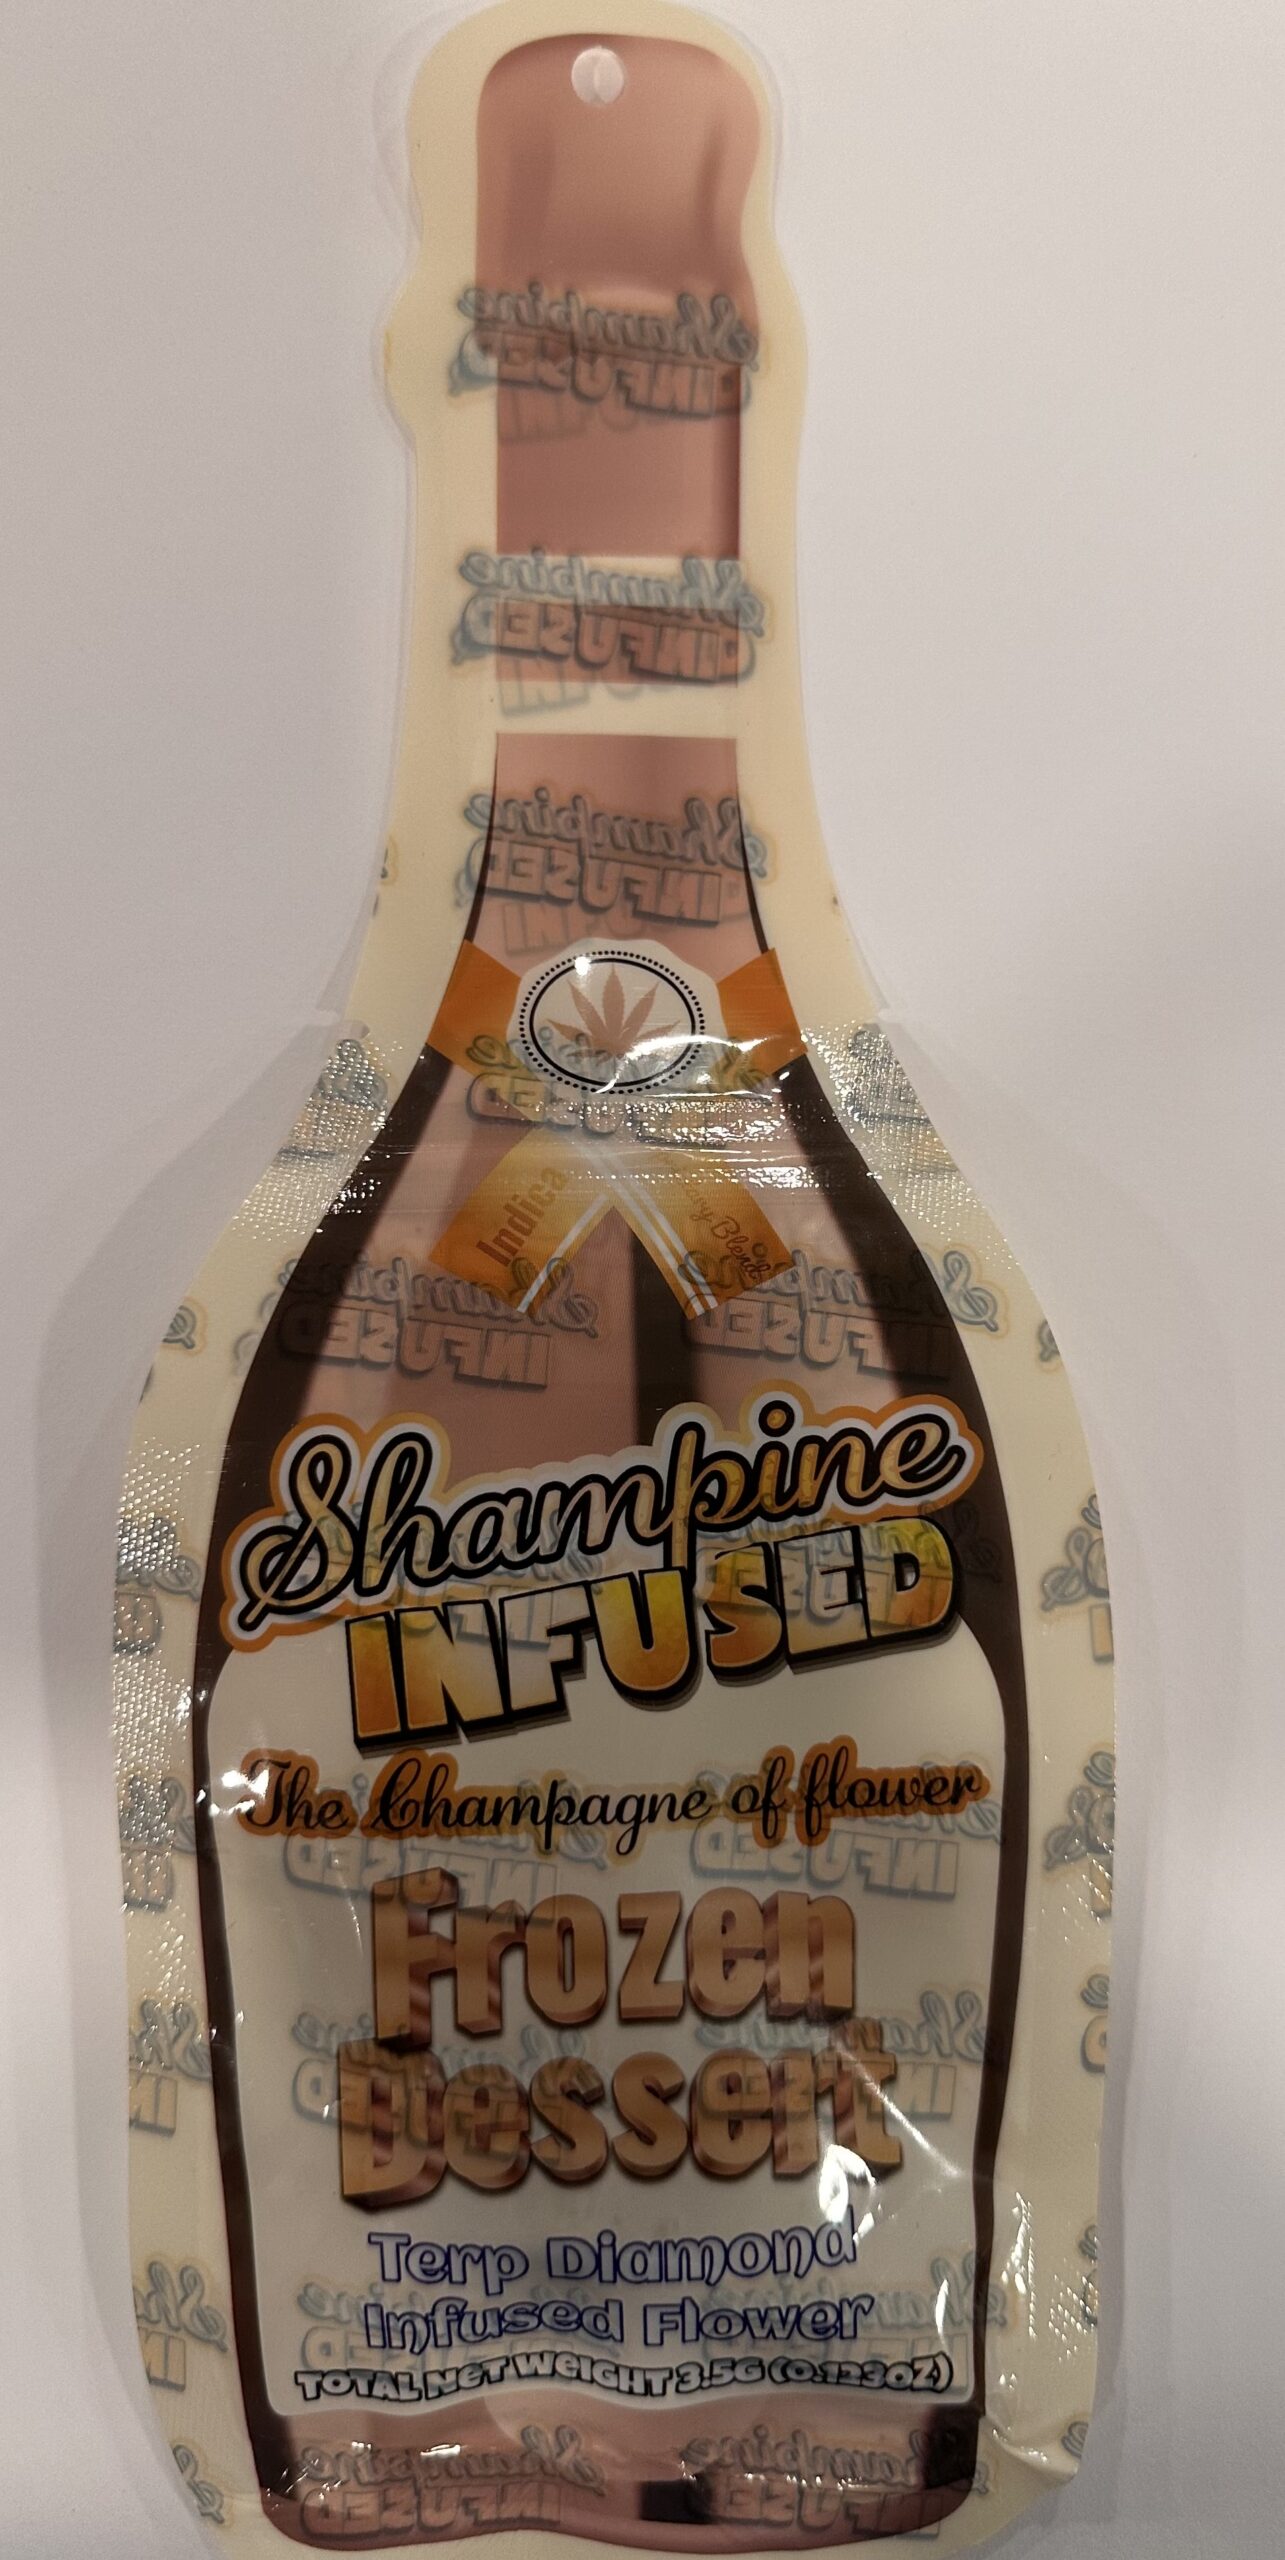 Indica
Blend
Shampine
INFUSED
The Champagne of flower
Frozen
Dessert
Terp Diamond
Infused Flower
TOTAL NET WEIGHT 3.5G (0.123OZ)